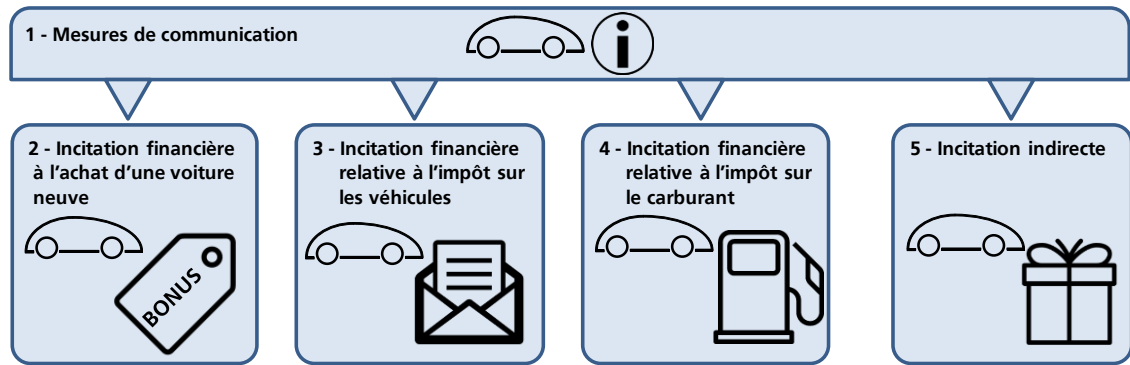 1 - Mesures de communication
2 - Incitation financière
à l’achat d’une voiture
neuve
BONUS
3 - Incitation financière
relative à l’impôt sur
les véhicules
4 - Incitation financière
relative à l’impôt sur
le carburant
5 - Incitation indirecte